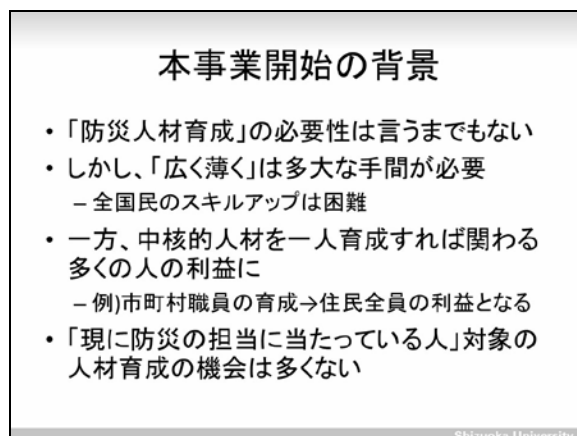 本事業開始の背景
• 「防災人材育成」の必要性は言うまでもない
• しかし、「広く薄く」は多大な手間が必要
– 全国民のスキルアップは困難
• 一方、中核的人材を一人育成すれば関わる
多くの人の利益に
– 例)市町村職員の育成→住民全員の利益となる
• 「現に防災の担当に当たっている人」対象の
人材育成の機会は多くない
Shizuoka University